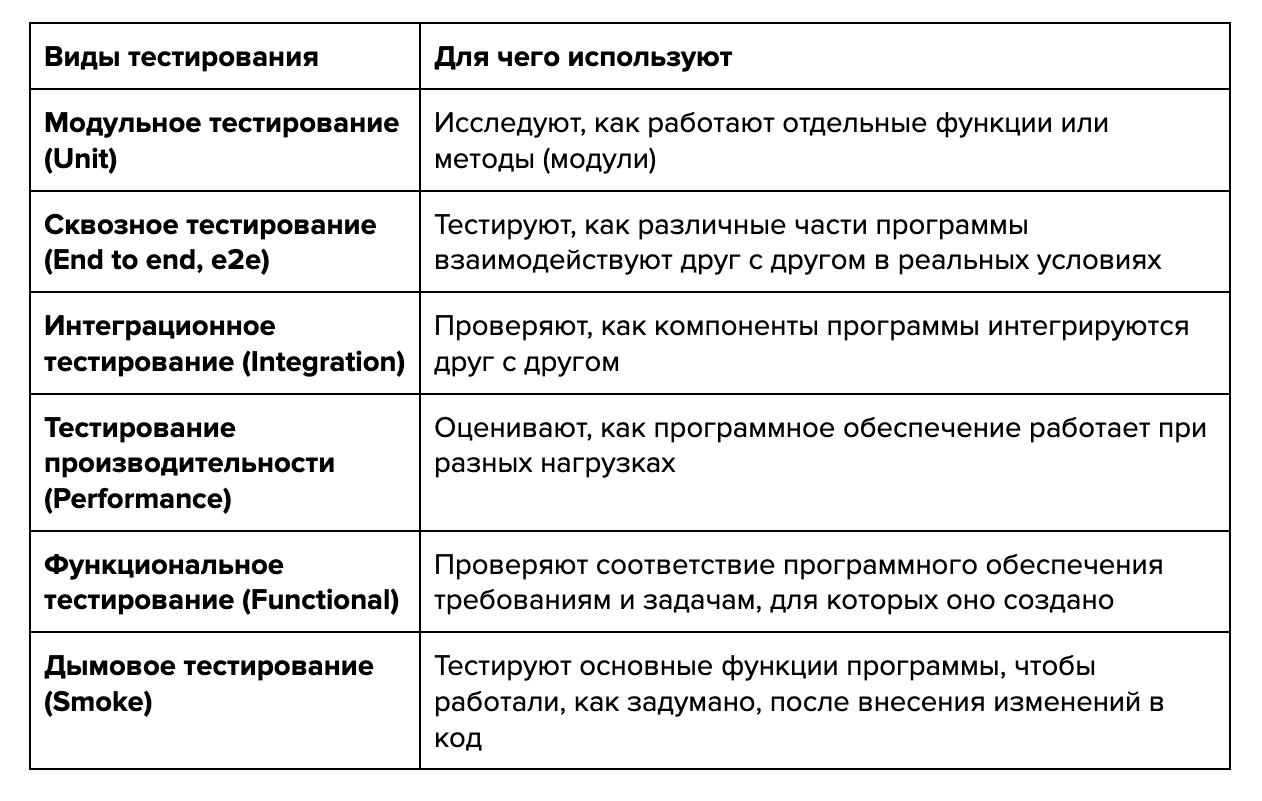 Виды тестирования
Для чего используют
Модульное тестирование
(Unit)
Исследуют, как работают отдельные функции или
методы (модули)
Сквозное тестирование
(End to end, e2e)
Тестируют, как различные части программы
взаимодействуют друг с другом в реальных условиях
Интеграционное
тестирование (Integration)
Проверяют, как компоненты программы интегрируются
друг с другом
Тестирование
производительности
(Performance)
Оценивают, как программное обеспечение работает при
разных нагрузках
Функциональное
тестирование (Functional)
Проверяют соответствие программного обеспечения
требованиям и задачам, для которых оно создано
Дымовое тестирование
(Smoke)
Тестируют основные функции программы, чтобы
работали, как задумано, после внесения изменений в
код